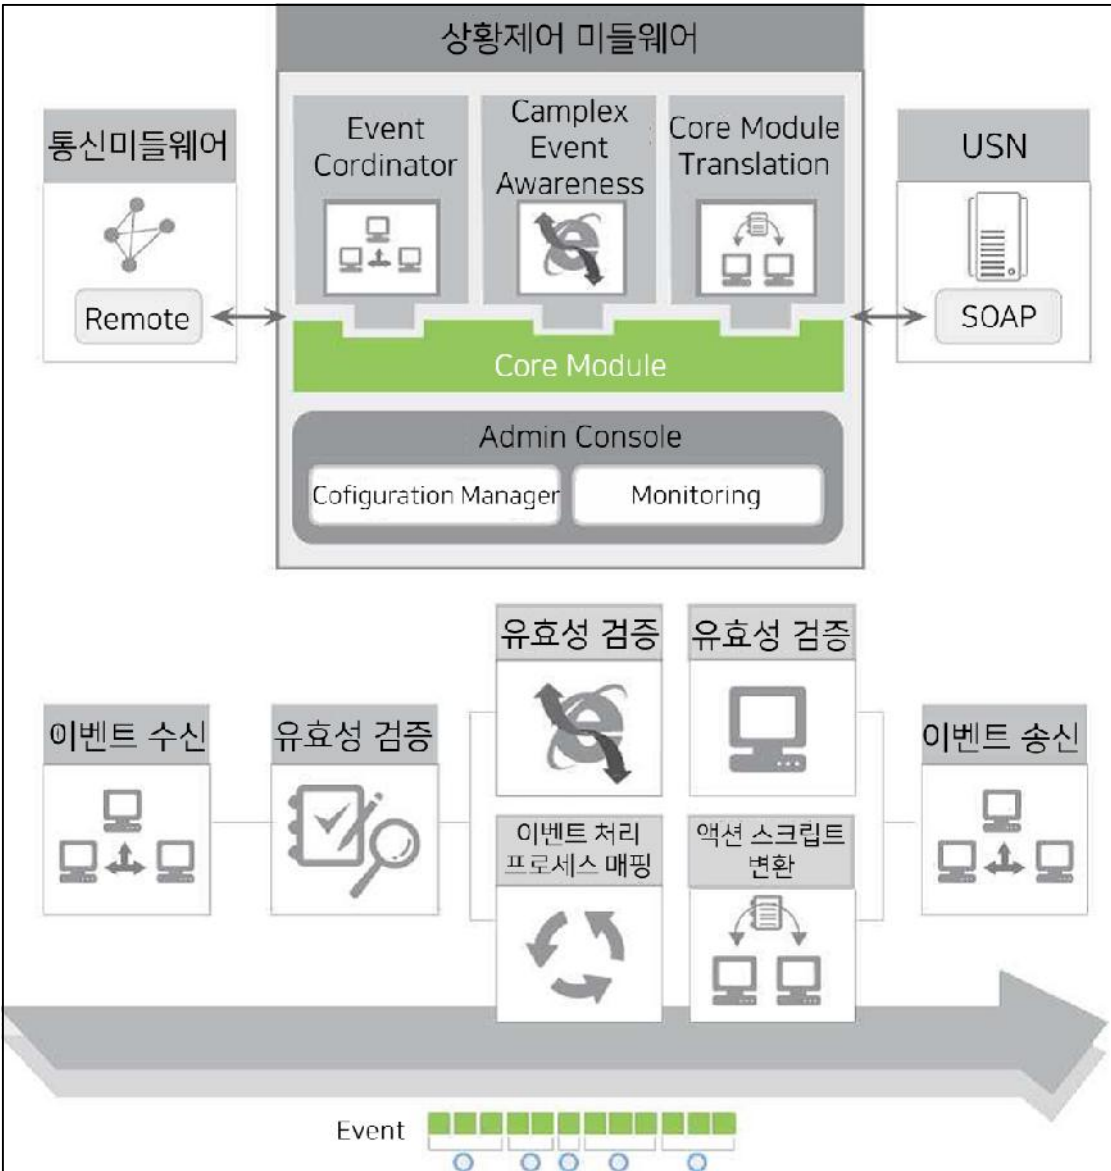 상황제어 미들웨어
통신미들웨어
Remote
Event
Cordinator
Camplex
Event
Awareness
Core Module
Translation
USN
SOAP
Core Module
Admin Console
Cofiguration Manager
Monitoring
이벤트 수신
유효성 검증
유효성 검증
유효성 검증
이벤트 처리
프로세스 매핑
액션 스크립트
변환
이벤트 송신
Event